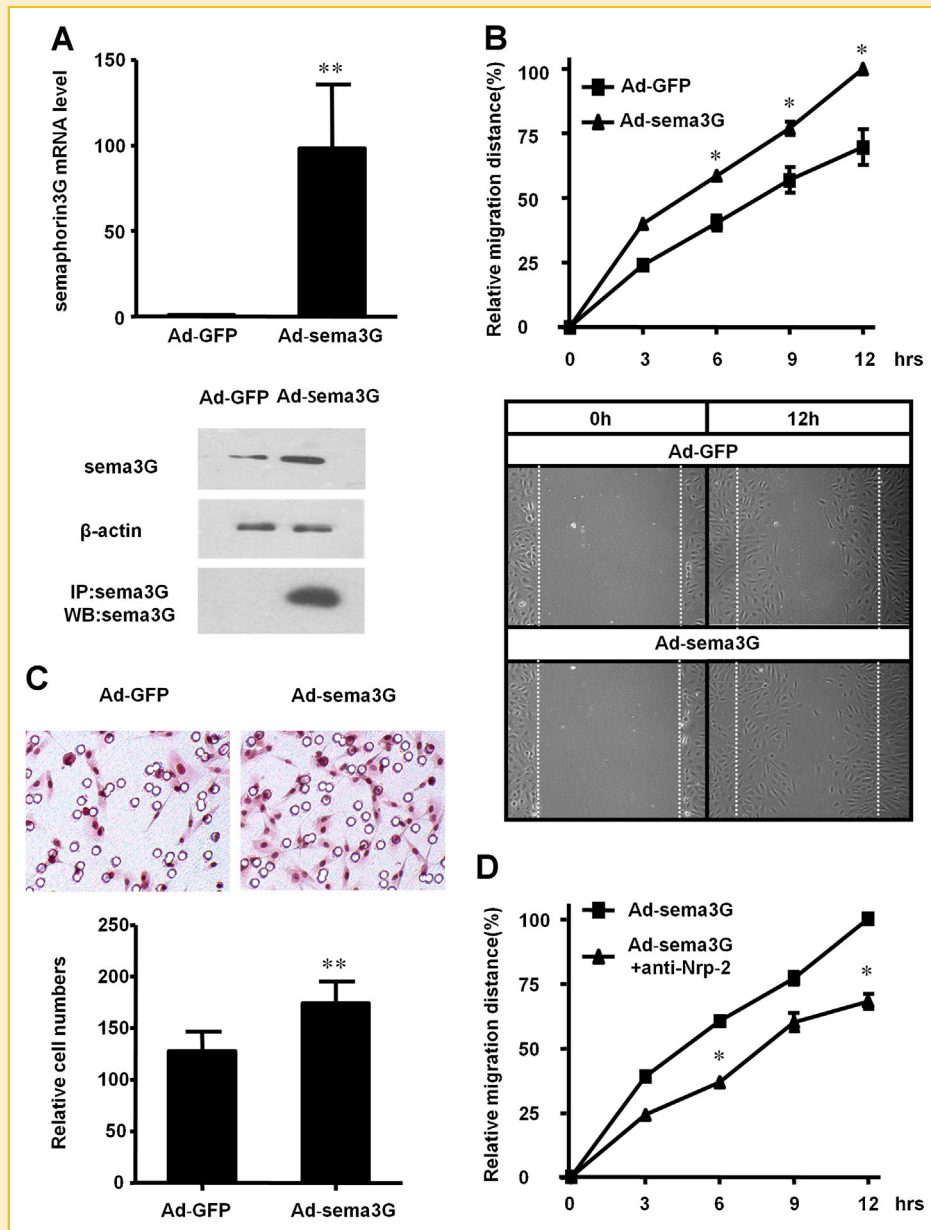 A
semaphorin3G mRNA level
150
100
50
0
**
Ad-GFP Ad-sema3G
Ad-GFP Ad-sema3G
sema3G
β-actin
IP:sema3G
WB:sema3G
B
Relative migration distance(%)
100
75
50
25
0
Ad-GFP
Ad-sema3G
*
*
*
*
0 3 6 9 12 hrs
0h 12h
Ad-GFP
Ad-sema3G
C
Ad-GFP Ad-sema3G
Relative cell numbers
250
200
150
100
50
0
**
Ad-GFP Ad-sema3G
D
Relative migration distance(%)
100
75
50
25
0
Ad-sema3G
Ad-sema3G
+anti-Nrp-2
*
*
0 3 6 9 12 hrs